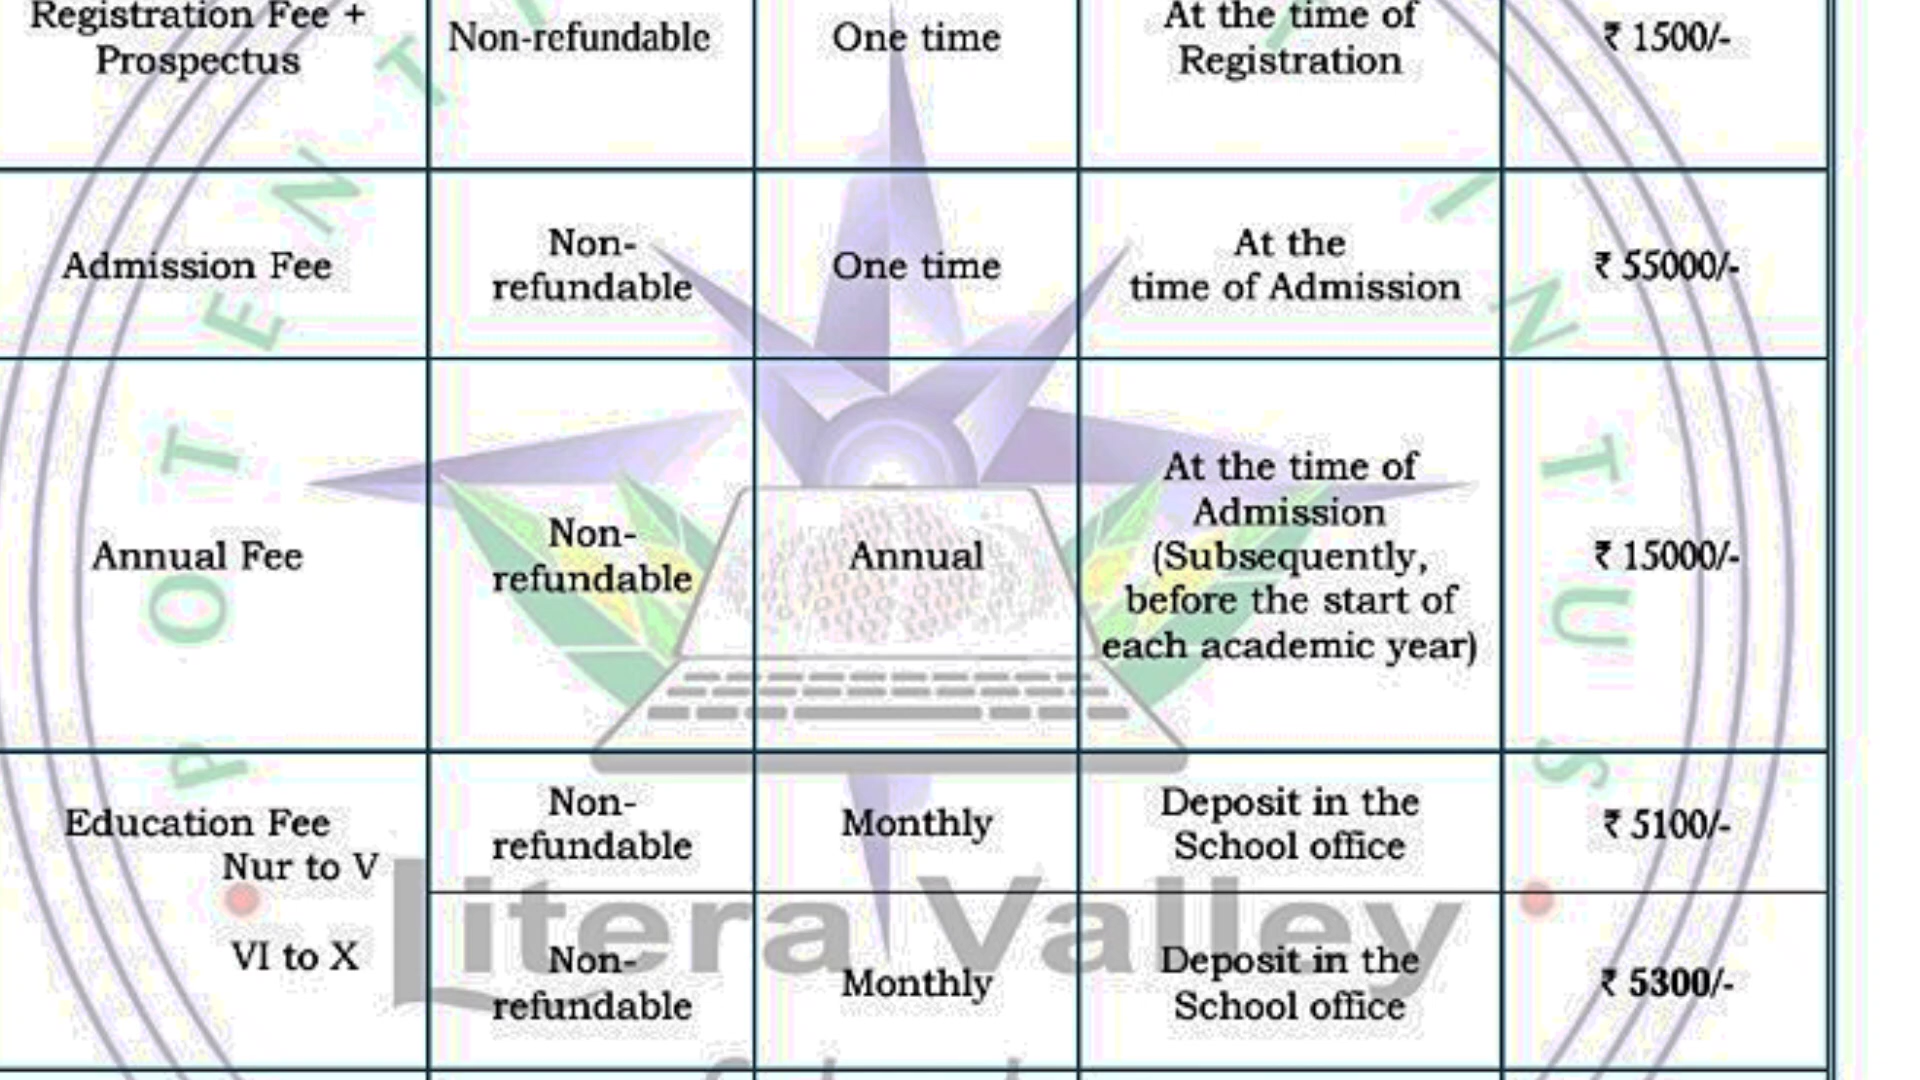 Registration Fee +
Prospectus
Non-refundable
One time
At the time of
Registration
₹ 1500/-
Admission Fee
Non-
refundable
One time
At the
time of Admission
₹ 55000/-
Annual Fee
Non-
refundable
Annual
At the time of
Admission
(Subsequently,
before the start of
each academic year)
₹ 15000/-
Education Fee
Nur to V
Non-
refundable
Monthly
Deposit in the
School office
₹ 5100/-
VI to X
Non-
refundable
Monthly
Deposit in the
School office
₹ 5300/-
POTENT
INTUS
Litera Valley